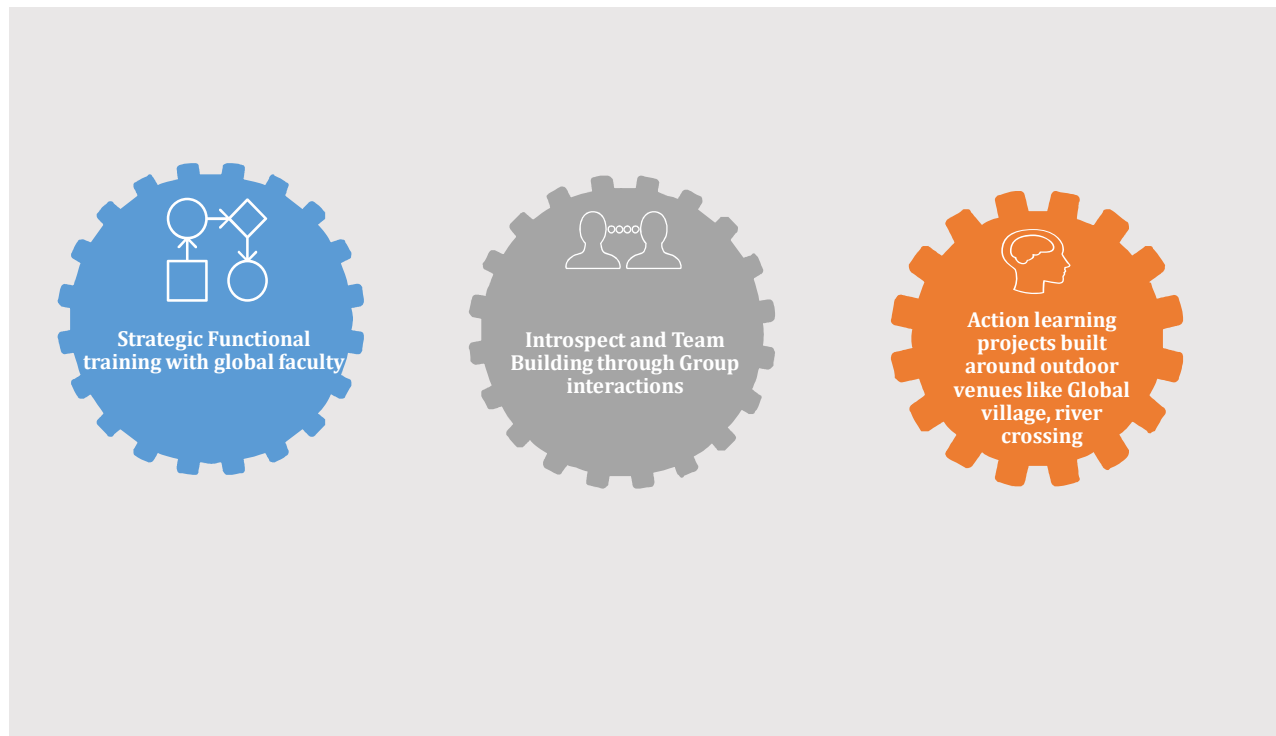 Strategic Functional
training with global faculty
Introspect and Team
Building through Group
interactions
Action learning
projects built
around outdoor
venues like Global
village, river
crossing